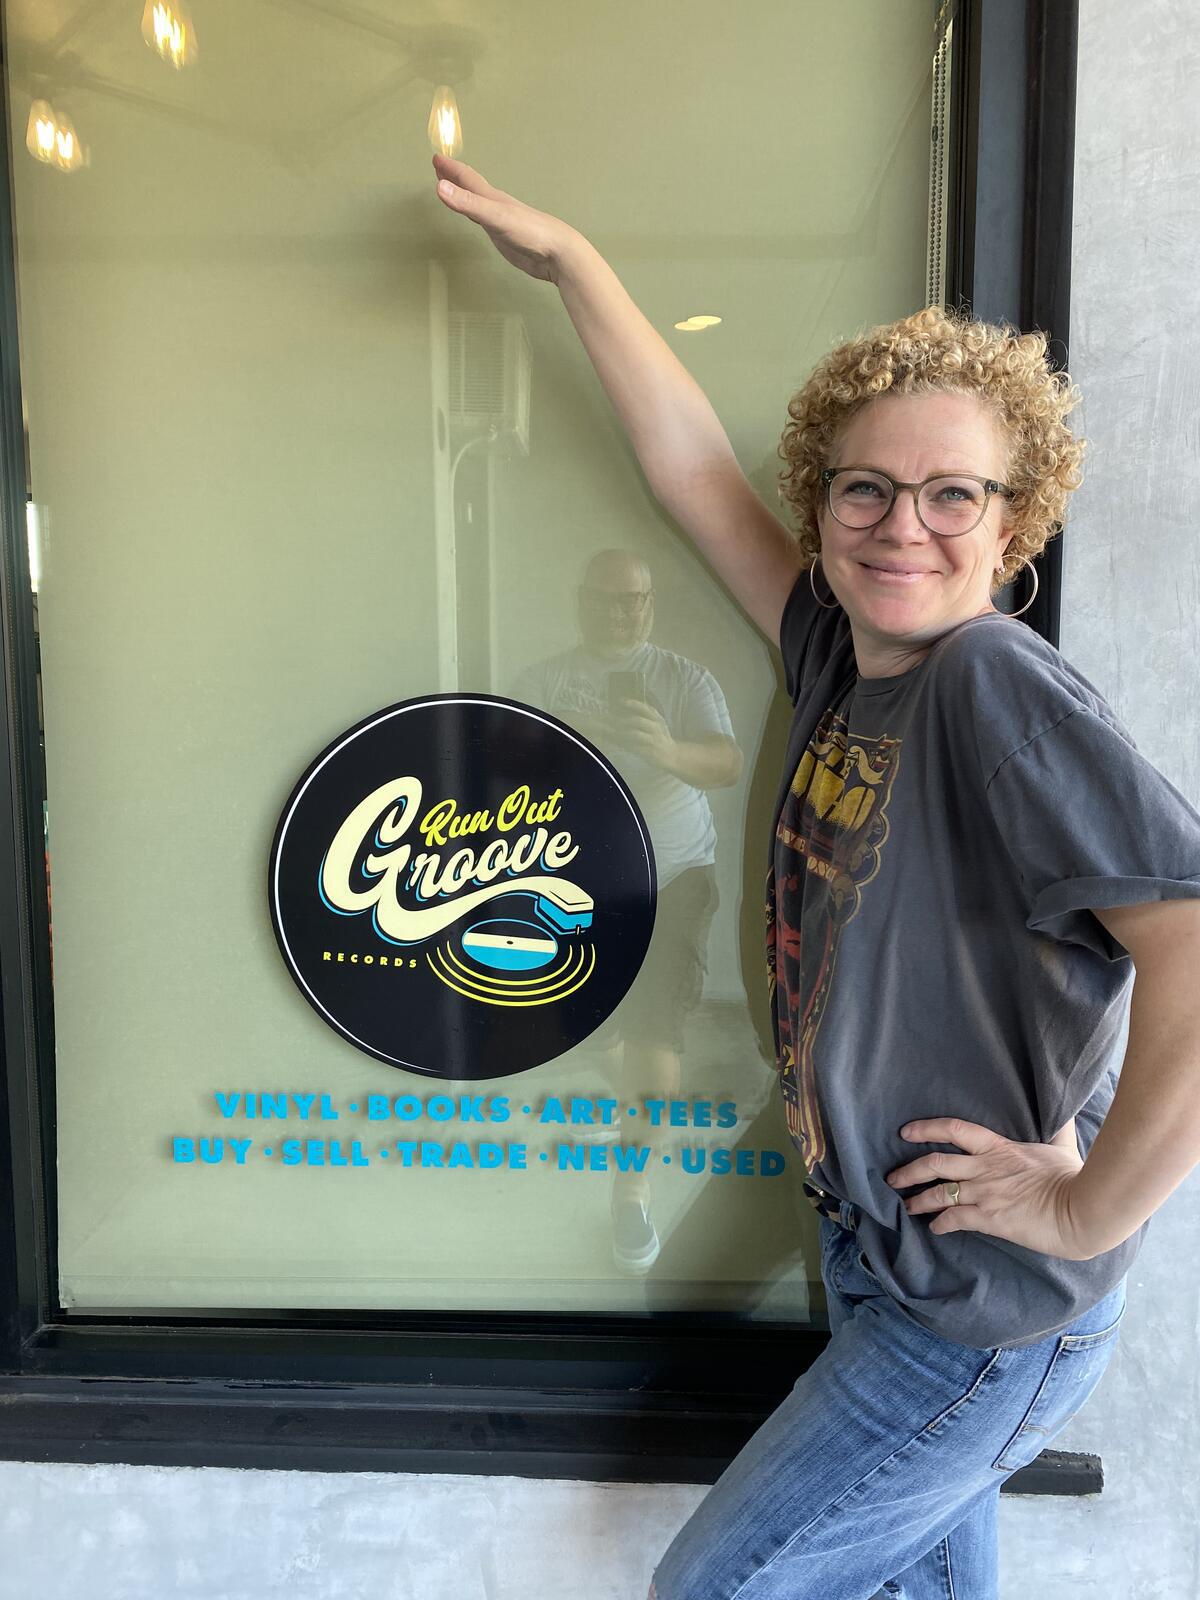 Run Out
Groove
RECORDS
VINYL · BOOKS · ART · TEES
BUY · SELL · TRADE · NEW · USED